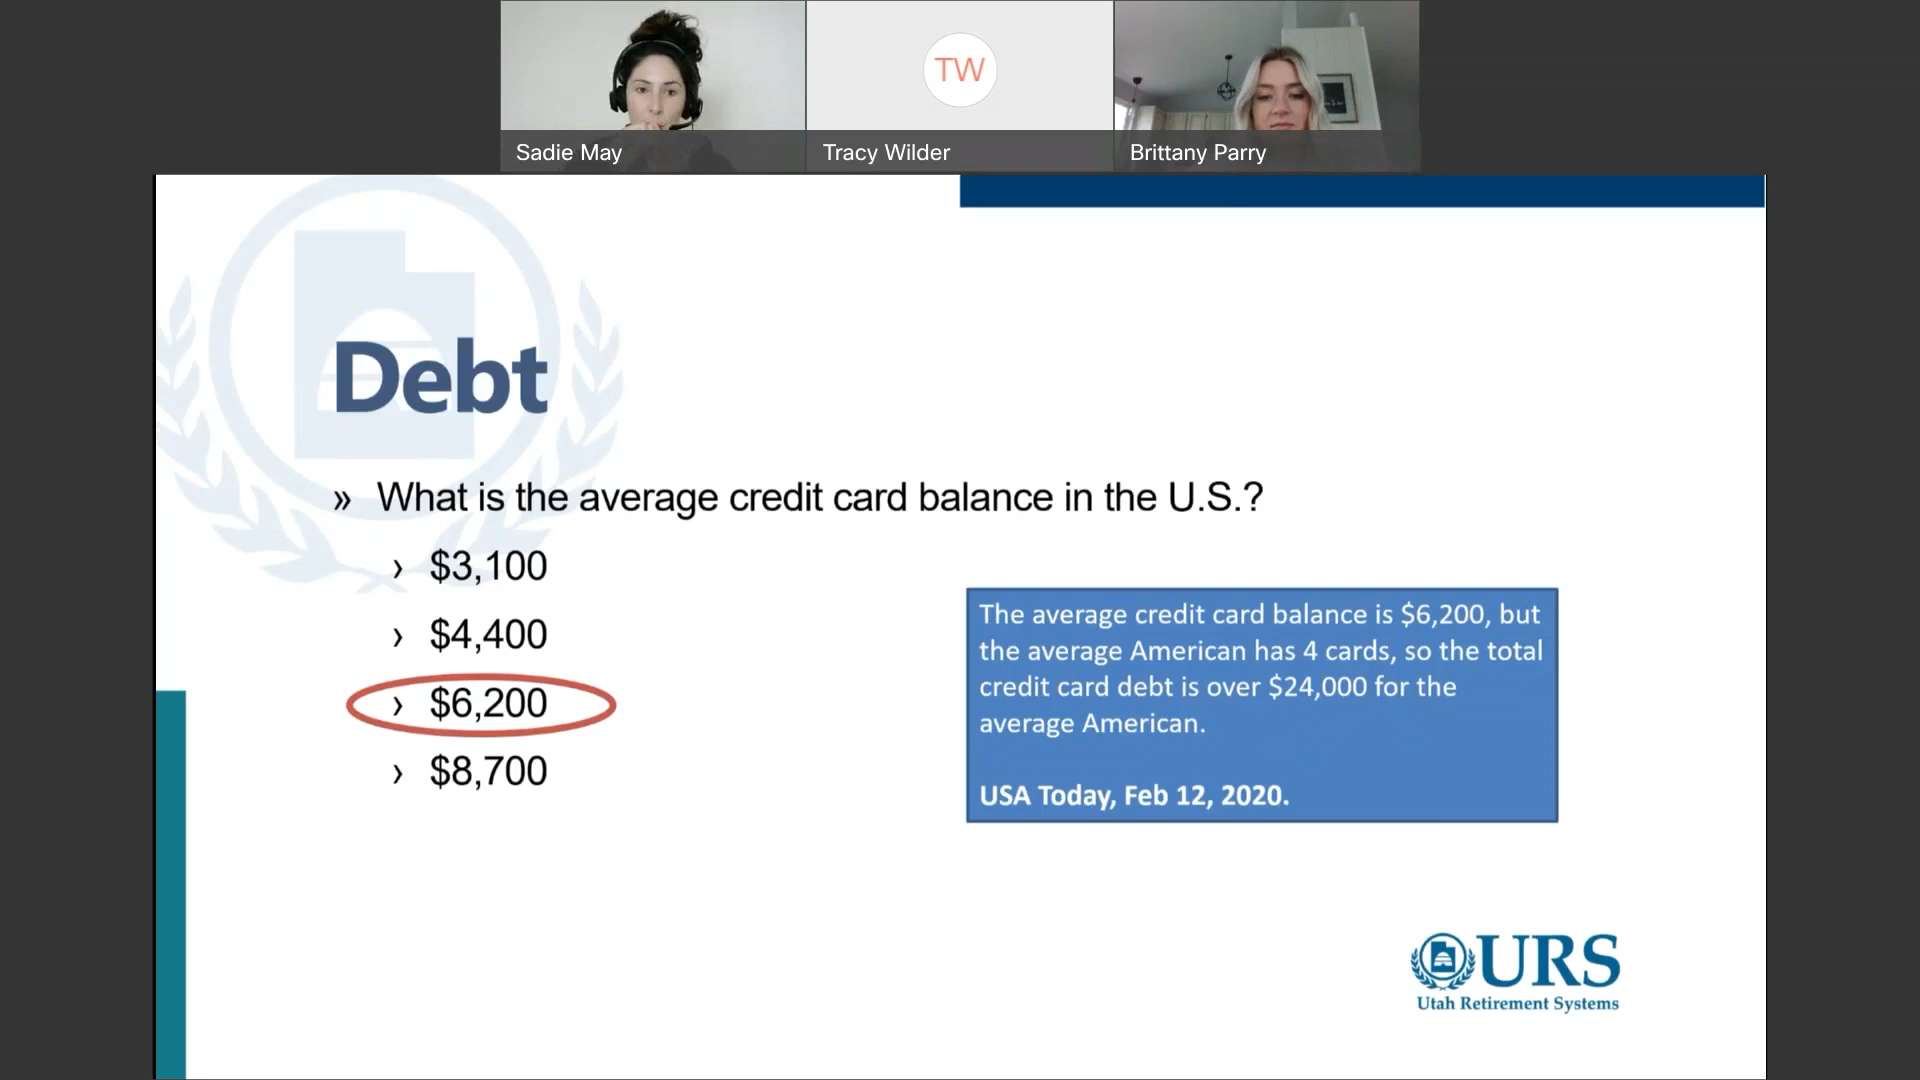 TW
Sadie May
Tracy Wilder
Brittany Parry
Debt
» What is the average credit card balance in the U.S.?
› $3,100
› $4,400
› $6,200
› $8,700
The average credit card balance is $6,200, but
the average American has 4 cards, so the total
credit card debt is over $24,000 for the
average American.
USA Today, Feb 12, 2020.
URS
Utah Retirement Systems